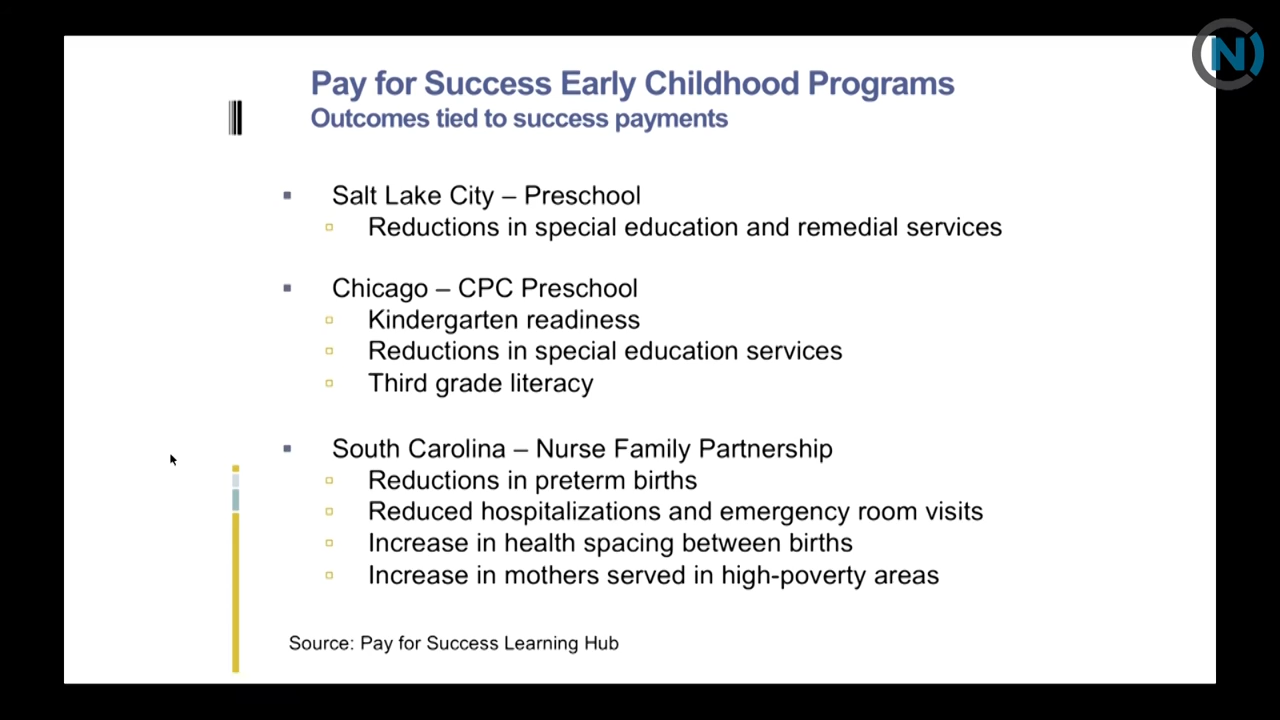 Pay for Success Early Childhood Programs
Outcomes tied to success payments
Salt Lake City – Preschool
Reductions in special education and remedial services
Chicago – CPC Preschool
Kindergarten readiness
Reductions in special education services
Third grade literacy
South Carolina – Nurse Family Partnership
Reductions in preterm births
Reduced hospitalizations and emergency room visits
Increase in health spacing between births
Increase in mothers served in high-poverty areas
Source: Pay for Success Learning Hub
N